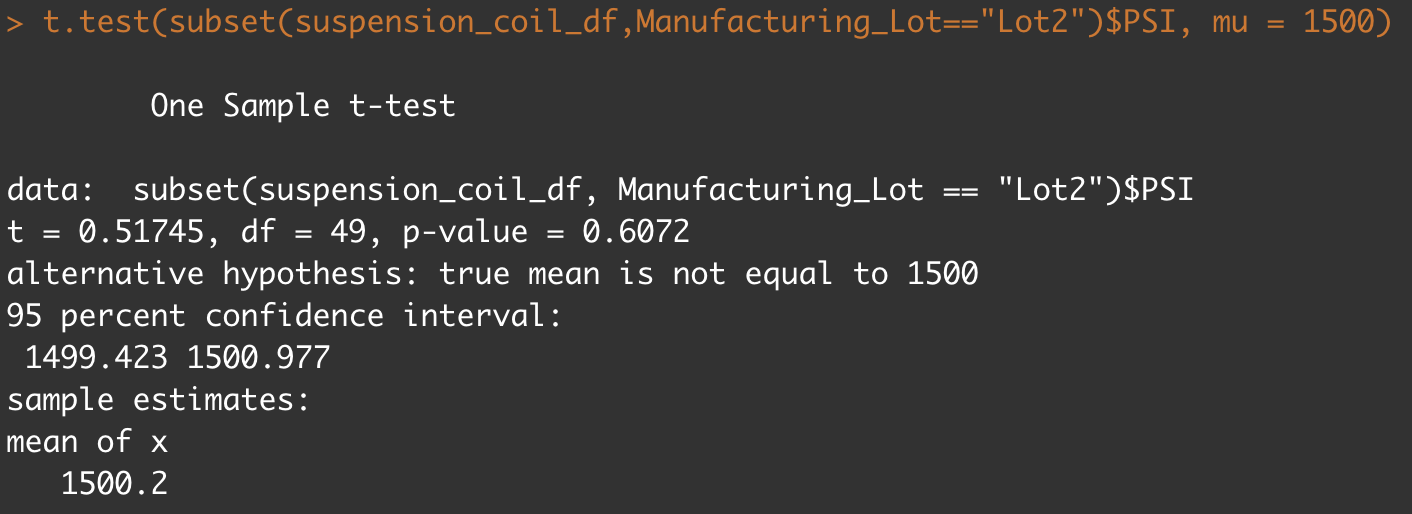 > t.test(subset(suspension_coil_df,Manufacturing_Lot=="Lot2")$PSI, mu = 1500)
One Sample t-test
data:  subset(suspension_coil_df, Manufacturing_Lot == "Lot2")$PSI
t = 0.51745, df = 49, p-value = 0.6072
alternative hypothesis: true mean is not equal to 1500
95 percent confidence interval:
 1499.423 1500.977
sample estimates:
mean of x
   1500.2